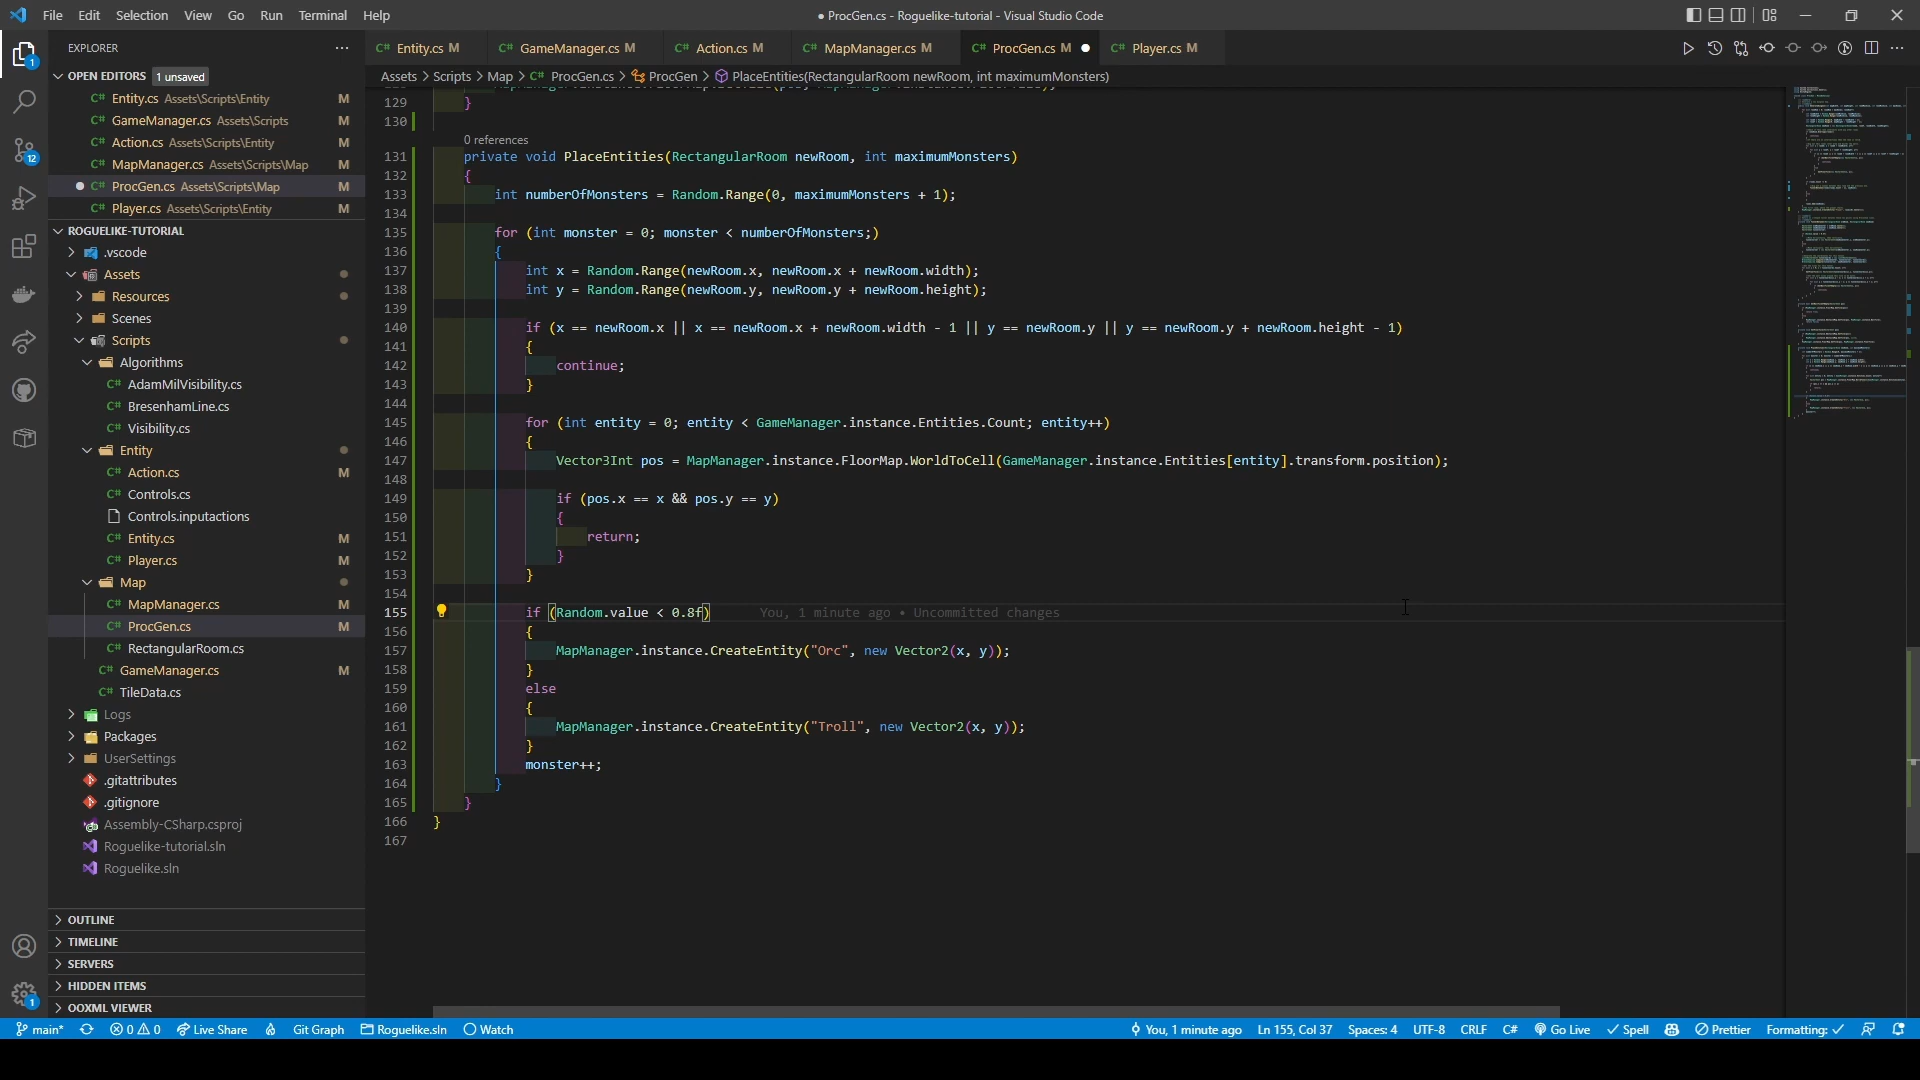 File Edit Selection View Go Run Terminal Help
● ProcGen.cs - Roguelike-tutorial - Visual Studio Code
EXPLORER
OPEN EDITORS 1 unsaved
C# Entity.cs Assets\Scripts\Entity M
C# GameManager.cs Assets\Scripts M
C# Action.cs Assets\Scripts\Entity M
C# MapManager.cs Assets\Scripts\Map M
● C# ProcGen.cs Assets\Scripts\Map M
C# Player.cs Assets\Scripts\Entity M
ROGUELIKE-TUTORIAL
.vscode
Assets
Resources
Scenes
Scripts
Algorithms
C# AdamMilVisibility.cs
C# BresenhamLine.cs
C# Visibility.cs
Entity
C# Action.cs M
C# Controls.cs
Controls.inputactions
C# Entity.cs M
C# Player.cs M
Map
C# MapManager.cs M
C# ProcGen.cs M
C# RectangularRoom.cs
C# GameManager.cs M
C# TileData.cs
Logs
Packages
UserSettings
.gitattributes
.gitignore
Assembly-CSharp.csproj
Roguelike-tutorial.sln
Roguelike.sln
OUTLINE
TIMELINE
SERVERS
HIDDEN ITEMS
OOXML VIEWER
1
12
1
C# Entity.cs M C# GameManager.cs M C# Action.cs M C# MapManager.cs M C# ProcGen.cs M ● C# Player.cs M
Assets > Scripts > Map > C# ProcGen.cs > ProcGen > PlaceEntities(RectangularRoom newRoom, int maximumMonsters)
129 }
130
0 references
131 private void PlaceEntities(RectangularRoom newRoom, int maximumMonsters)
132 {
133 int numberOfMonsters = Random.Range(0, maximumMonsters + 1);
134
135 for (int monster = 0; monster < numberOfMonsters;)
136 {
137 int x = Random.Range(newRoom.x, newRoom.x + newRoom.width);
138 int y = Random.Range(newRoom.y, newRoom.y + newRoom.height);
139
140 if (x == newRoom.x || x == newRoom.x + newRoom.width - 1 || y == newRoom.y || y == newRoom.y + newRoom.height - 1)
141 {
142 continue;
143 }
144
145 for (int entity = 0; entity < GameManager.instance.Entities.Count; entity++)
146 {
147 Vector3Int pos = MapManager.instance.FloorMap.WorldToCell(GameManager.instance.Entities[entity].transform.position);
148
149 if (pos.x == x && pos.y == y)
150 {
151 return;
152 }
153 }
154
155 if (Random.value < 0.8f) You, 1 minute ago • Uncommitted changes
156 {
157 MapManager.instance.CreateEntity("Orc", new Vector2(x, y));
158 }
159 else
160 {
161 MapManager.instance.CreateEntity("Troll", new Vector2(x, y));
162 }
163 monster++;
164 }
165 }
166 }
167
main* 0 0 Live Share Git Graph Roguelike.sln Watch You, 1 minute ago Ln 155, Col 37 Spaces: 4 UTF-8 CRLF C# Go Live Spell Prettier Formatting: ✓